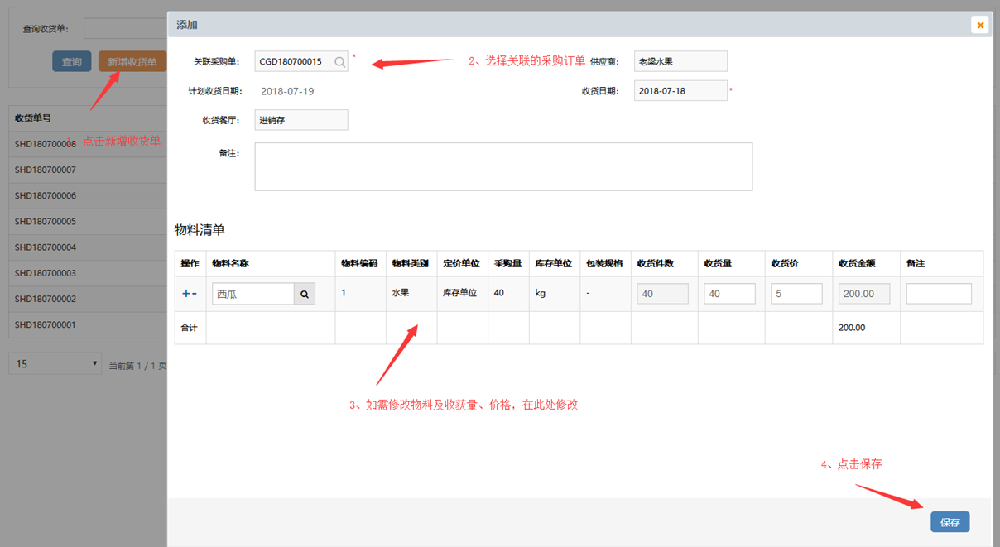 添加
查询收货单：
查询 新增收货单
收货单号
1、点击新增收货单
SHD180700008
SHD180700007
SHD180700006
SHD180700005
SHD180700004
SHD180700003
SHD180700002
SHD180700001
15 当前第 1 / 1 页
关联采购单： CGD180700015 * 2、选择关联的采购订单 供应商： 老梁水果
计划收货日期： 2018-07-19 收货日期： 2018-07-18 *
收货餐厅： 进销存
备注：
物料清单
操作 物料名称 物料编码 物料类别 定价单位 采购量 库存单位 包装规格 收货件数 收货量 收货价 收货金额 备注
+ - 西瓜 1 水果 库存单位 40 kg - 40 40 5 200.00
合计 200.00
3、如需修改物料及收获量、价格，在此处修改
4、点击保存
保存